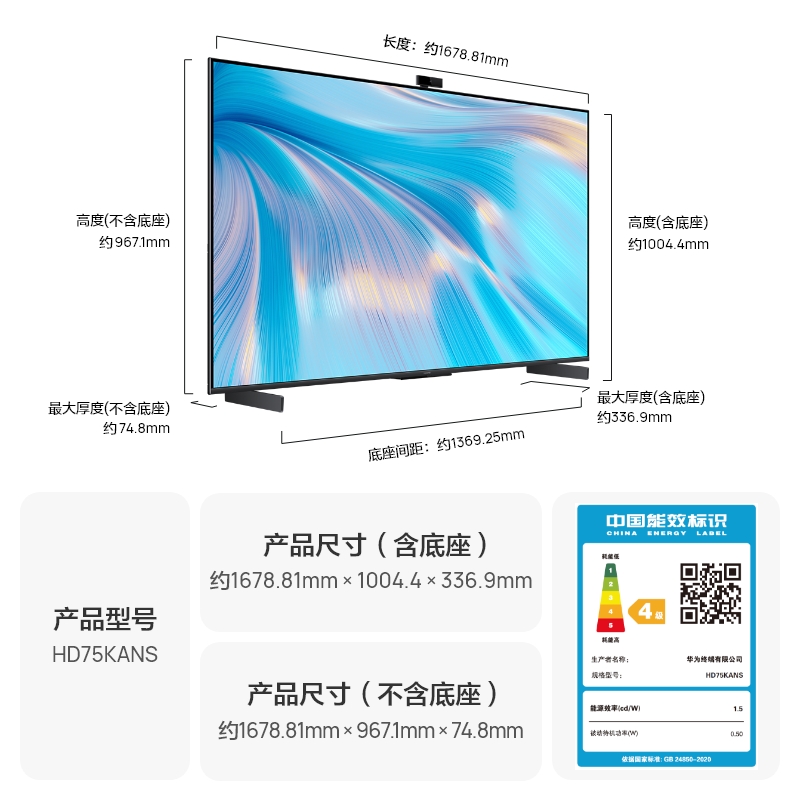 长度：约1678.81mm
高度(不含底座)
约967.1mm
高度(含底座)
约1004.4mm
最大厚度(不含底座)
约74.8mm
最大厚度(含底座)
约336.9mm
底座间距：约1369.25mm
产品型号
HD75KANS
产品尺寸（含底座）
约1678.81mm × 1004.4 × 336.9mm
产品尺寸（不含底座）
约1678.81mm × 967.1mm × 74.8mm
中国能效标识
CHINA ENERGY LABEL
耗能低
1
2
3
4
5
4级
耗能高
生产者名称： 华为终端有限公司
规格型号： HD75KANS
能源效率(cd/W) 1.5
被动待机功率(W) 0.50
依据国家标准: GB 24850-2020